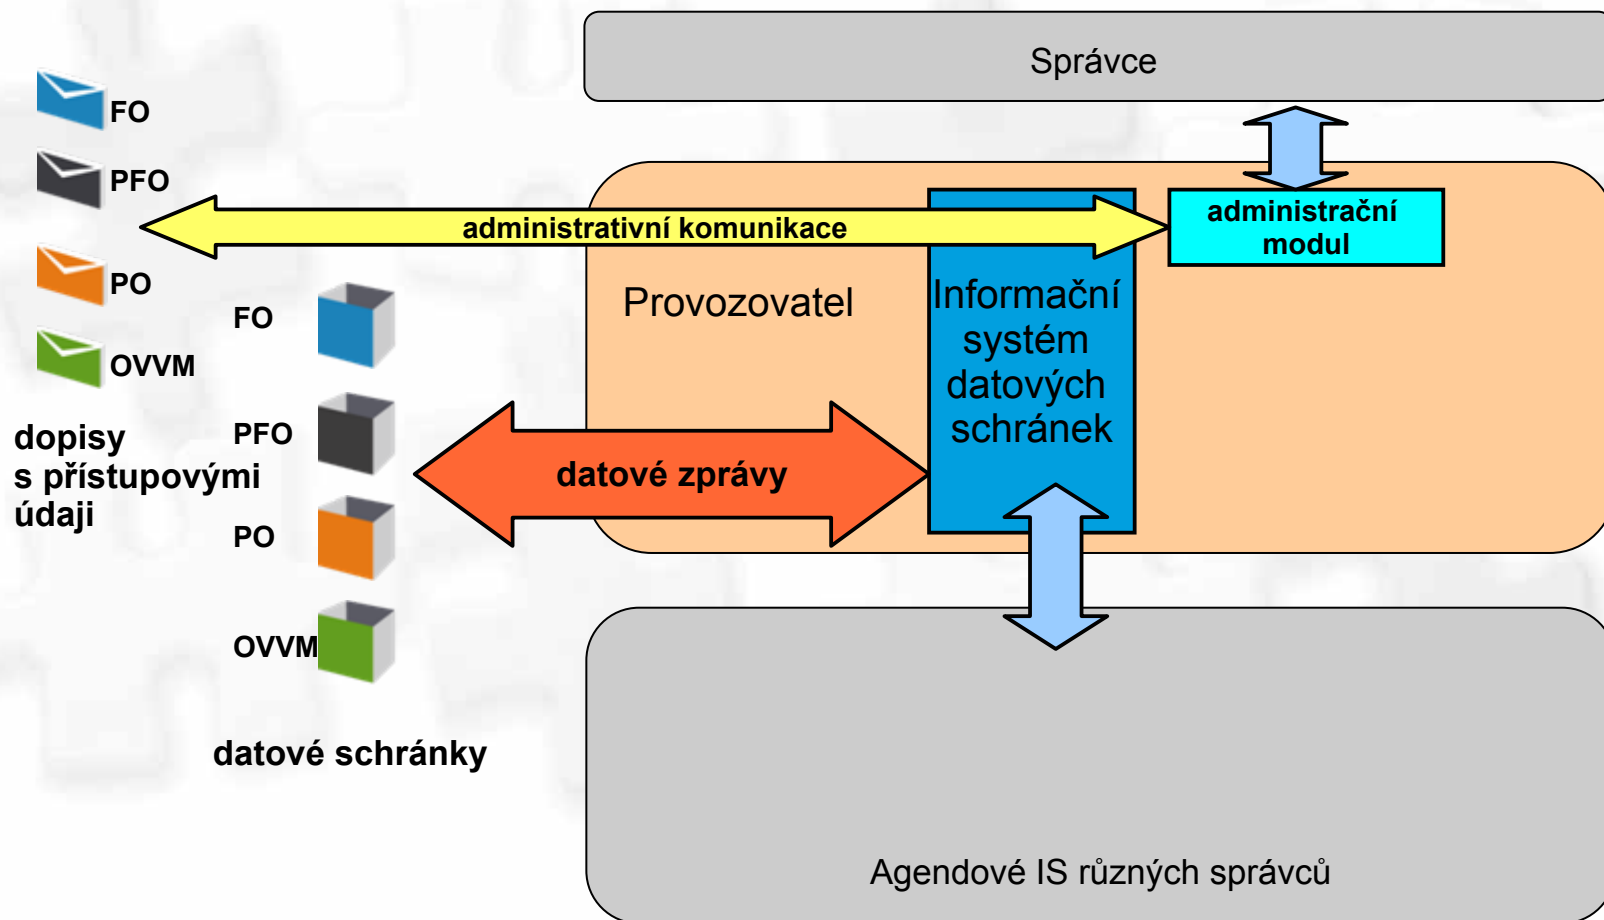 Správce
FO
PFO
PO
OVVM
dopisy
s přístupovými
údaji
administrativní komunikace
administrační
modul
Provozovatel
Informační
systém
datových
schránek
FO
PFO
PO
OVVM
datové schránky
datové zprávy
Agendové IS různých správců